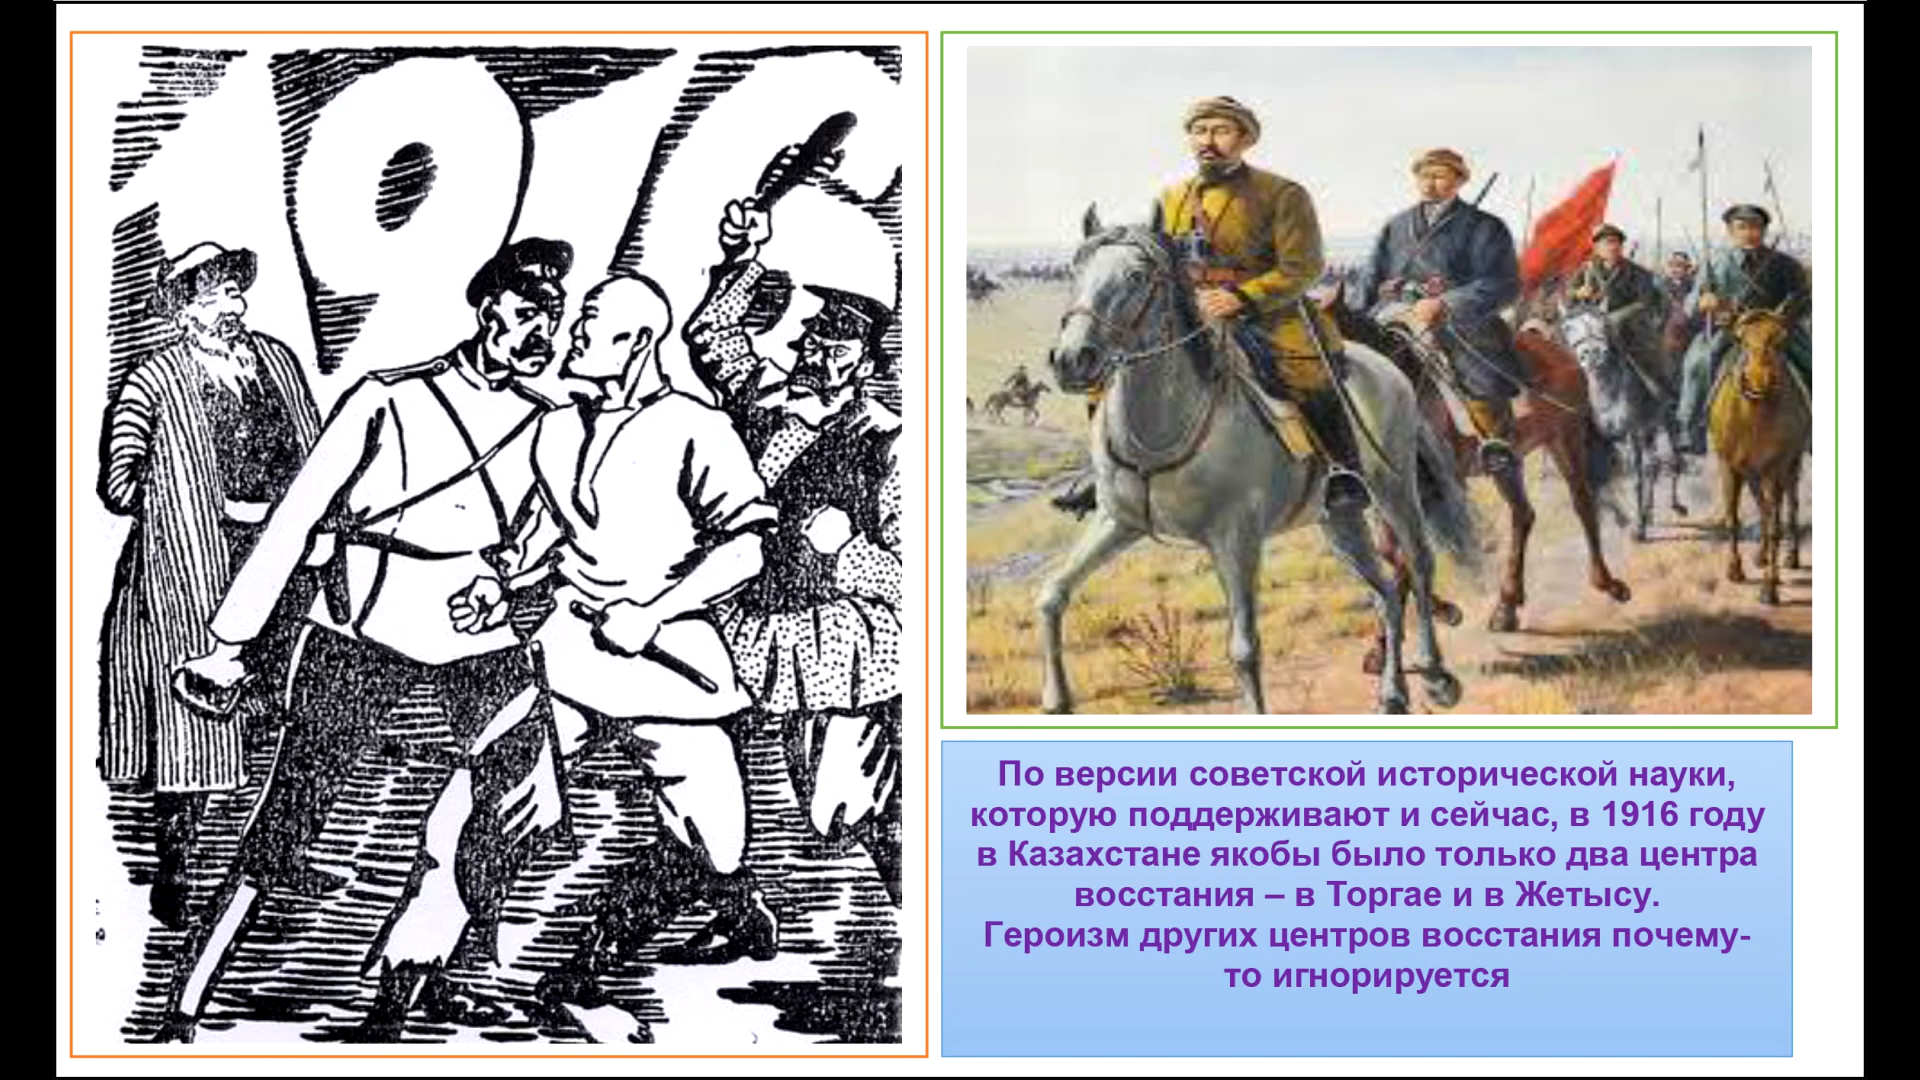 1916
По версии советской исторической науки,
которую поддерживают и сейчас, в 1916 году
в Казахстане якобы было только два центра
восстания – в Торгае и в Жетысу.
Героизм других центров восстания почему-
то игнорируется